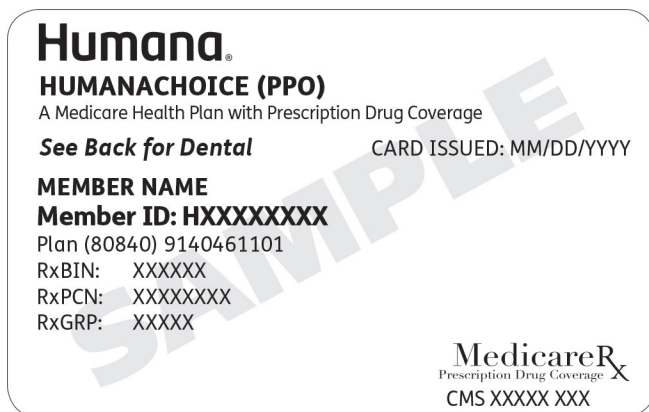 Humana®
HUMANACHOICE (PPO)
A Medicare Health Plan with Prescription Drug Coverage
See Back for Dental CARD ISSUED: MM/DD/YYYY
MEMBER NAME
Member ID: HXXXXXXXX
Plan (80840) 9140461101
RxBIN: XXXXXX
RxPCN: XXXXXXXX
RxGRP: XXXXX
SAMPLE
MedicareRx
Prescription Drug Coverage
CMS XXXXX XXX